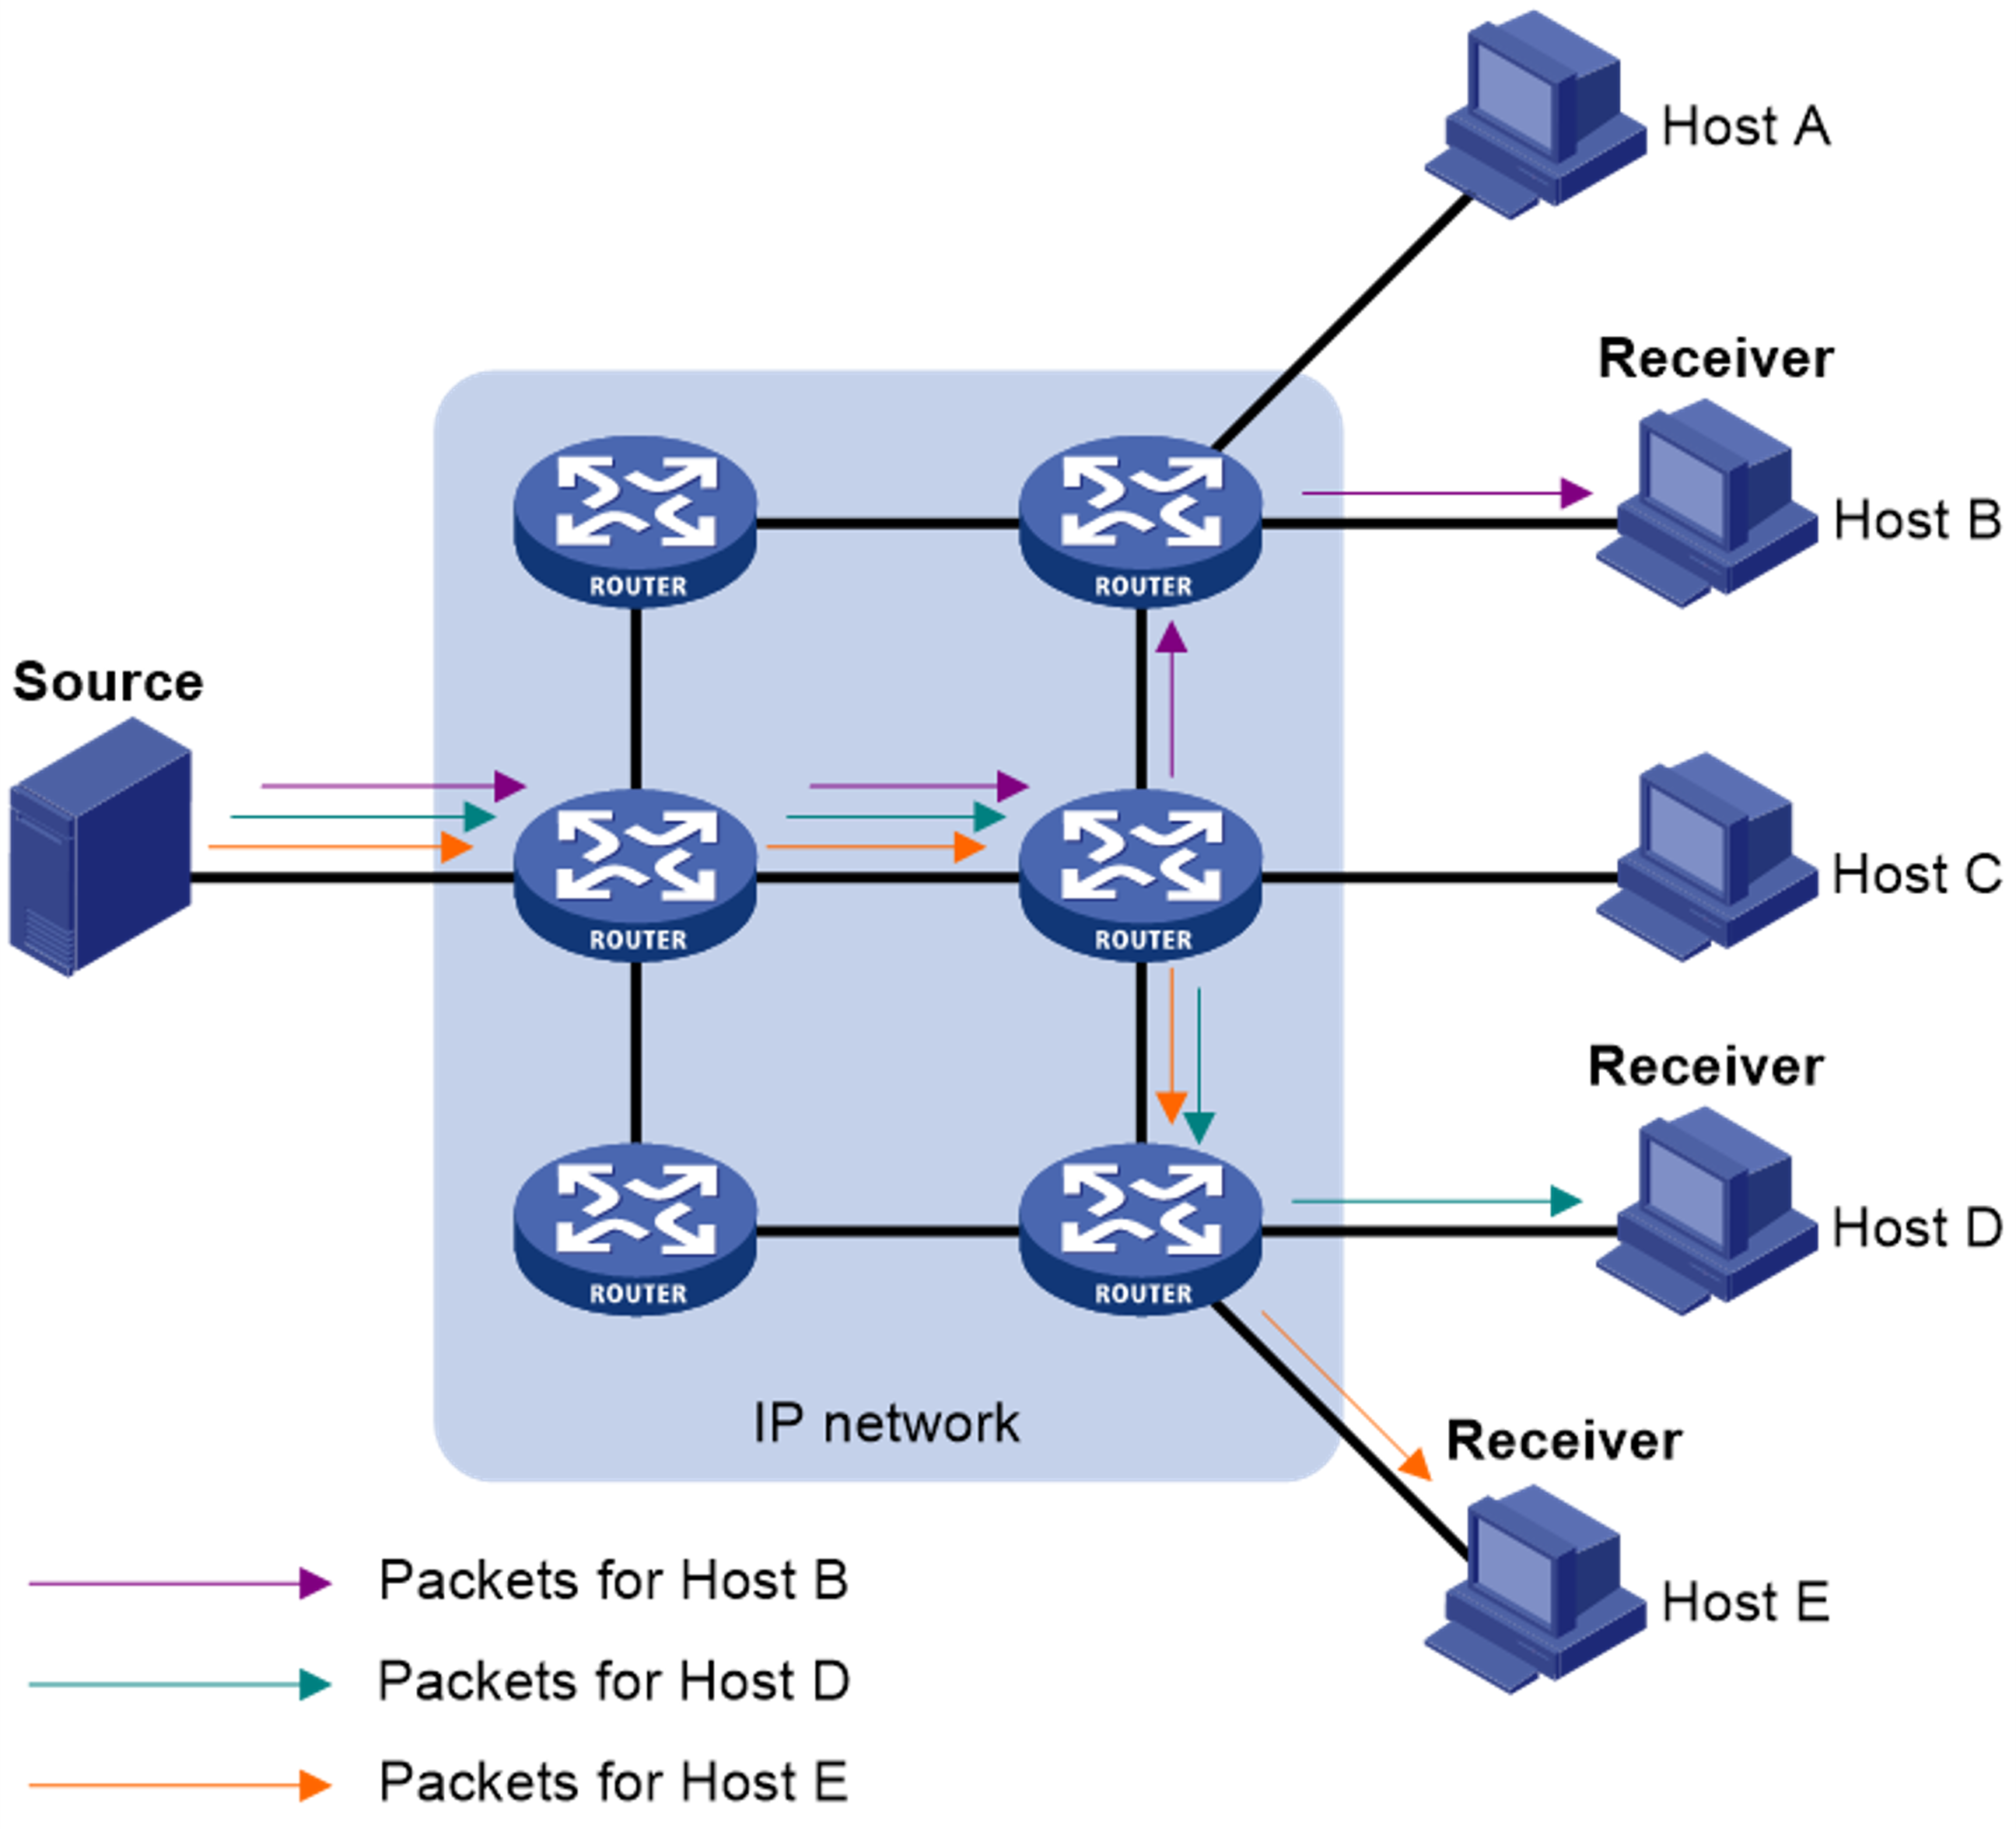 Host A
Receiver
Host B
ROUTER
ROUTER
Source
Host C
ROUTER
ROUTER
Receiver
Host D
ROUTER
ROUTER
IP network
Receiver
Host E
Packets for Host B
Packets for Host D
Packets for Host E